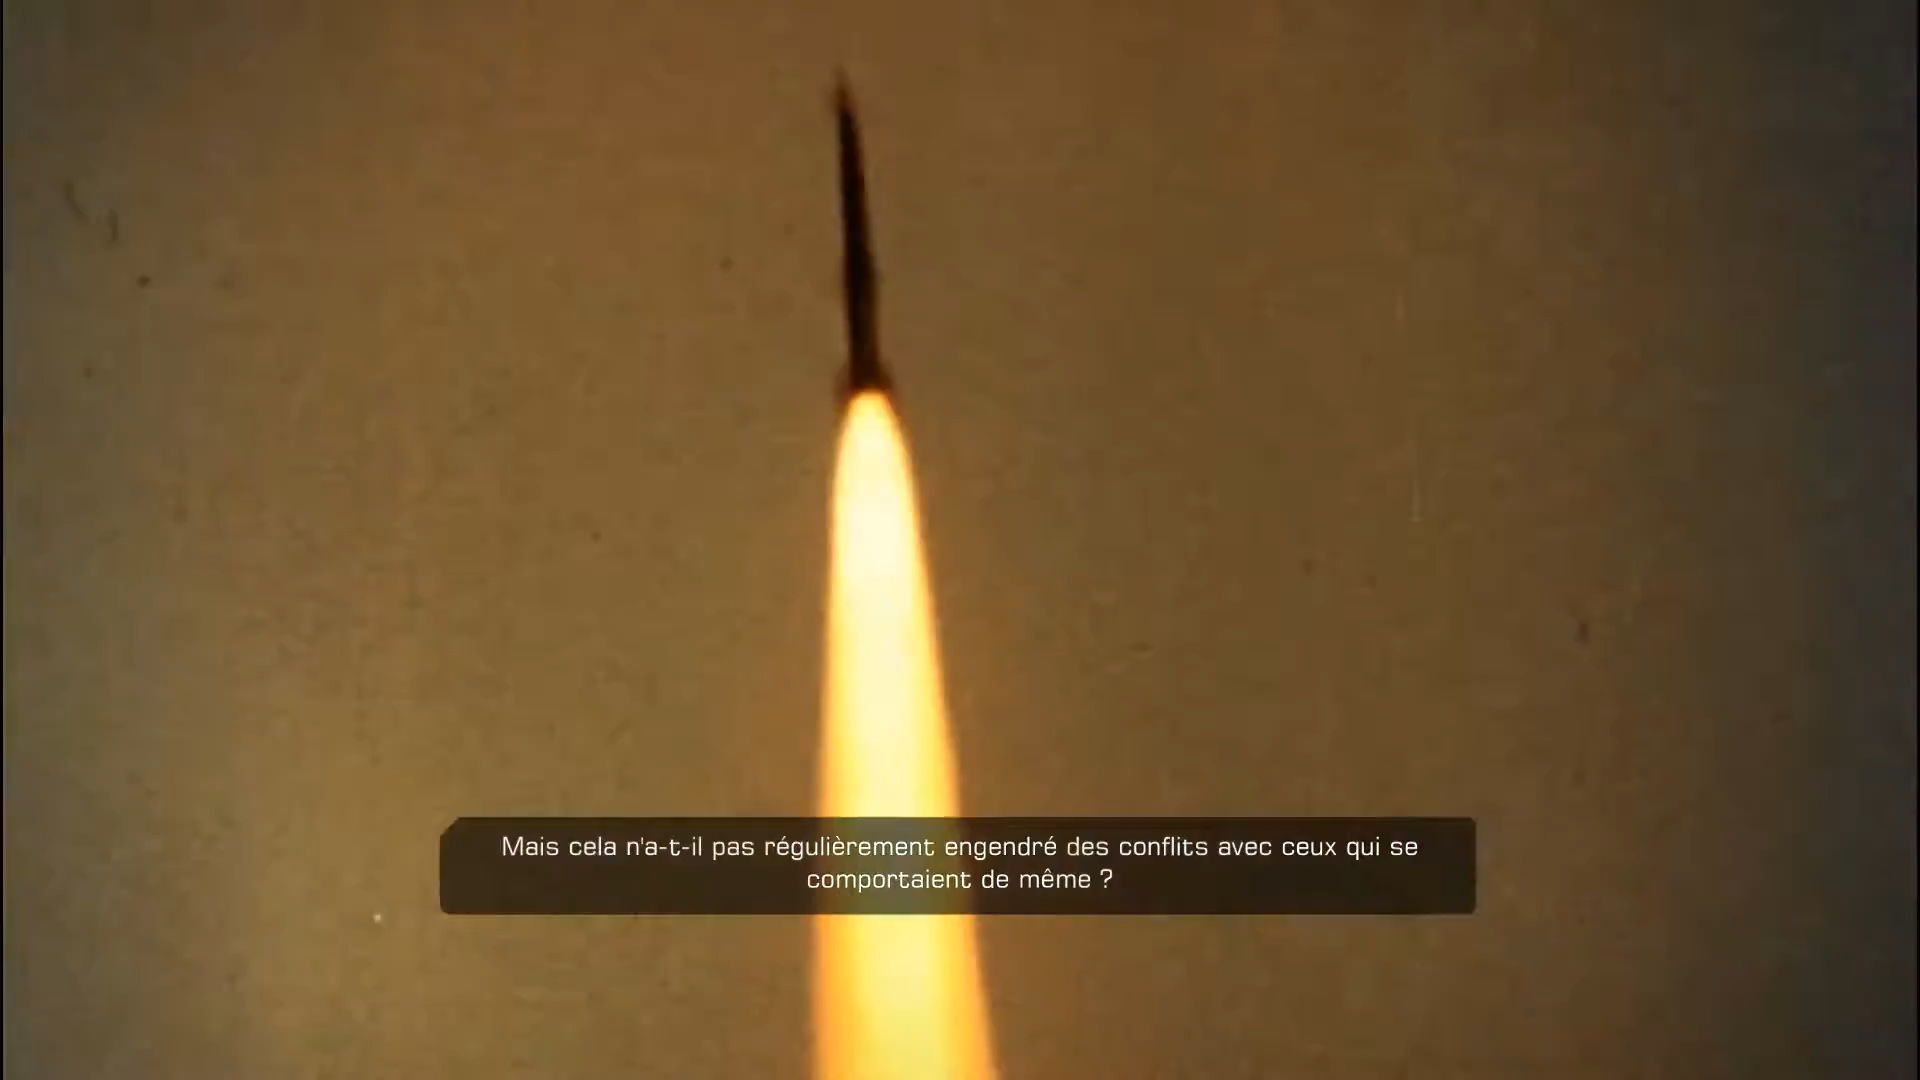 Mais cela n'a-t-il pas régulièrement engendré des conflits avec ceux qui se
comportaient de même ?